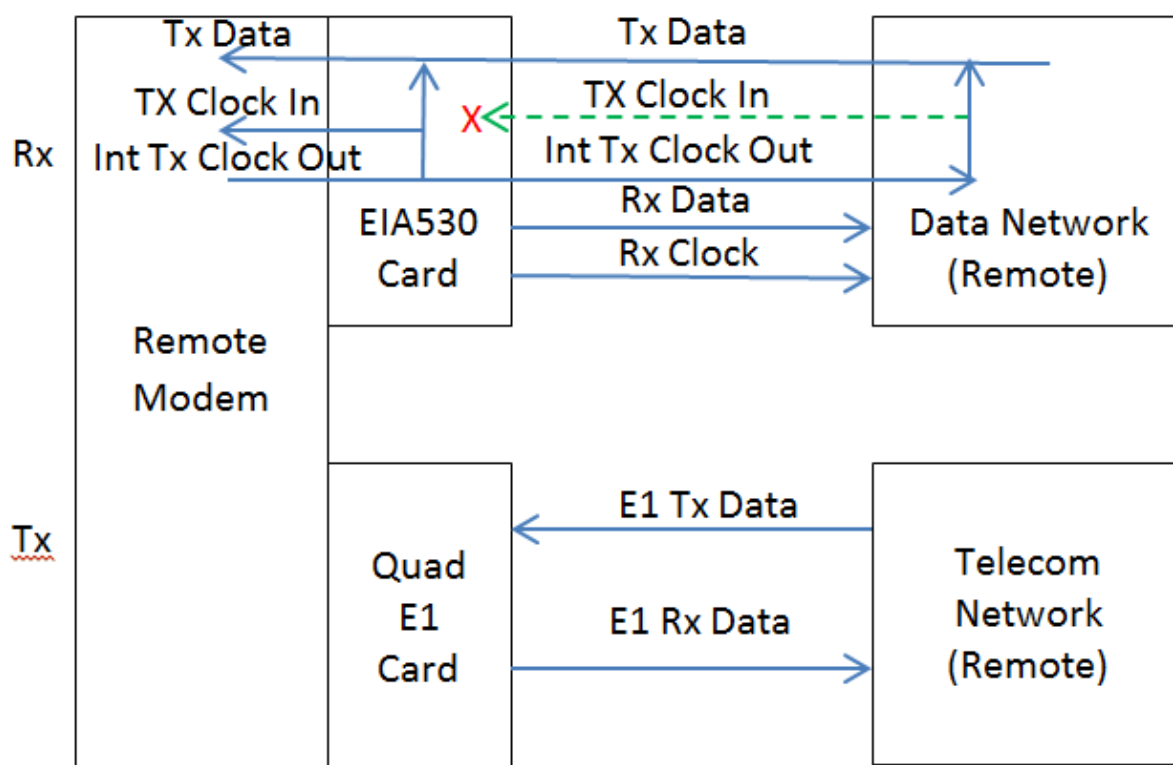 Tx Data
Tx Data
TX Clock In
X
TX Clock In
Rx
Int Tx Clock Out
Int Tx Clock Out
Rx Data
EIA530
Card
Rx Clock
Data Network
(Remote)
Remote
Modem
Tx
Quad
E1
Card
E1 Tx Data
E1 Rx Data
Telecom
Network
(Remote)